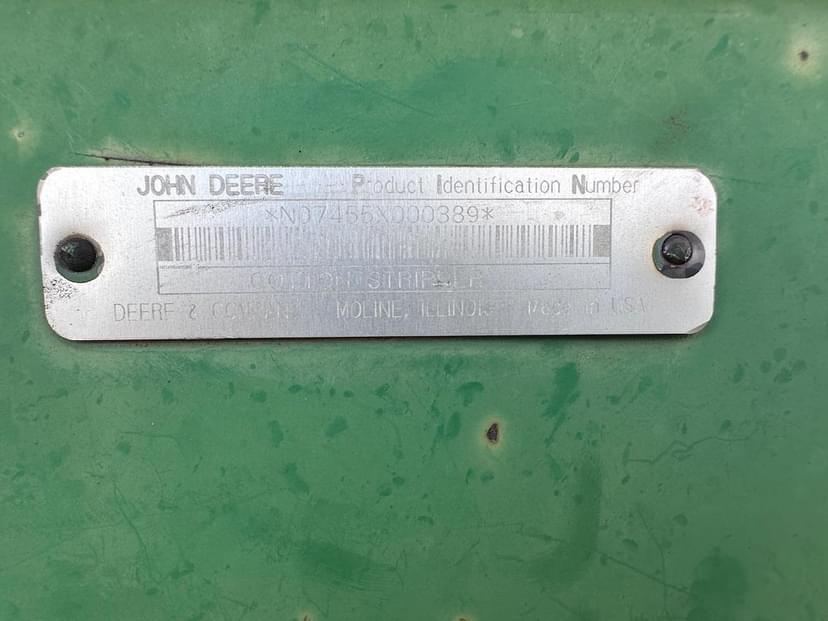 JOHN DEERE Product Identification Number
*N07455X000389*
COTTON STRIPPER
DEERE & COMPANY MOLINE, ILLINOIS Made in USA